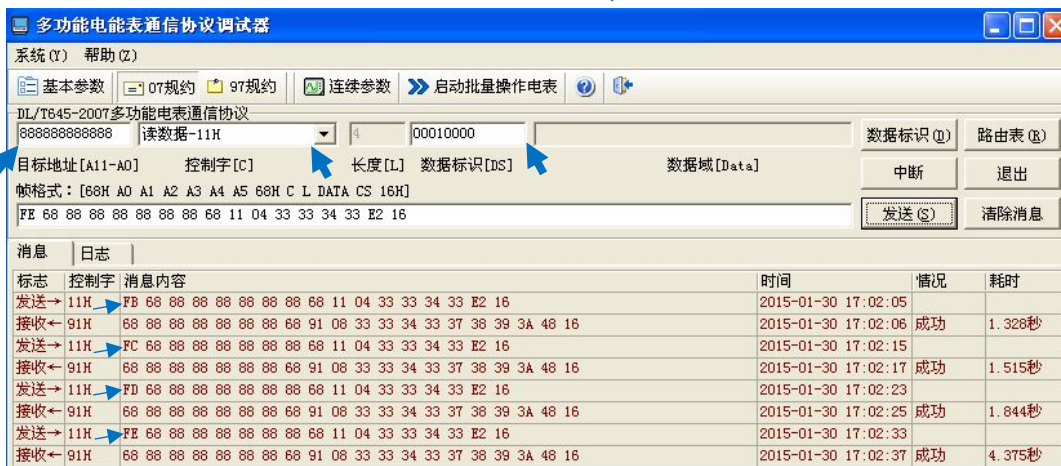 多功能电能表通信协议调试器
系统(Y) 帮助(Z)
基本参数 07规约 97规约 连续参数 启动批量操作电表
DL/T645-2007多功能电表通信协议
888888888888 读数据-11H 4 00010000 数据标识(D) 路由表(R)
目标地址[A11-A0] 控制字[C] 长度[L] 数据标识[DS] 数据域[Data] 中断 退出
帧格式:[68H A0 A1 A2 A3 A4 A5 68H C L DATA CS 16H]
FE 68 88 88 88 88 88 88 68 11 04 33 33 34 33 E2 16 发送(S) 清除消息
消息 日志
标志 控制字 消息内容 时间 情况 耗时
发送→ 11H FB 68 88 88 88 88 88 88 68 11 04 33 33 34 33 E2 16 2015-01-30 17:02:05
接收← 91H 68 88 88 88 88 88 88 68 91 08 33 33 34 33 37 38 39 3A 48 16 2015-01-30 17:02:06 成功 1.328秒
发送→ 11H FC 68 88 88 88 88 88 88 68 11 04 33 33 34 33 E2 16 2015-01-30 17:02:15
接收← 91H 68 88 88 88 88 88 88 68 91 08 33 33 34 33 37 38 39 3A 48 16 2015-01-30 17:02:17 成功 1.515秒
发送→ 11H FD 68 88 88 88 88 88 88 68 11 04 33 33 34 33 E2 16 2015-01-30 17:02:23
接收← 91H 68 88 88 88 88 88 88 68 91 08 33 33 34 33 37 38 39 3A 48 16 2015-01-30 17:02:25 成功 1.844秒
发送→ 11H FE 68 88 88 88 88 88 88 68 11 04 33 33 34 33 E2 16 2015-01-30 17:02:33
接收← 91H 68 88 88 88 88 88 88 68 91 08 33 33 34 33 37 38 39 3A 48 16 2015-01-30 17:02:37 成功 4.375秒